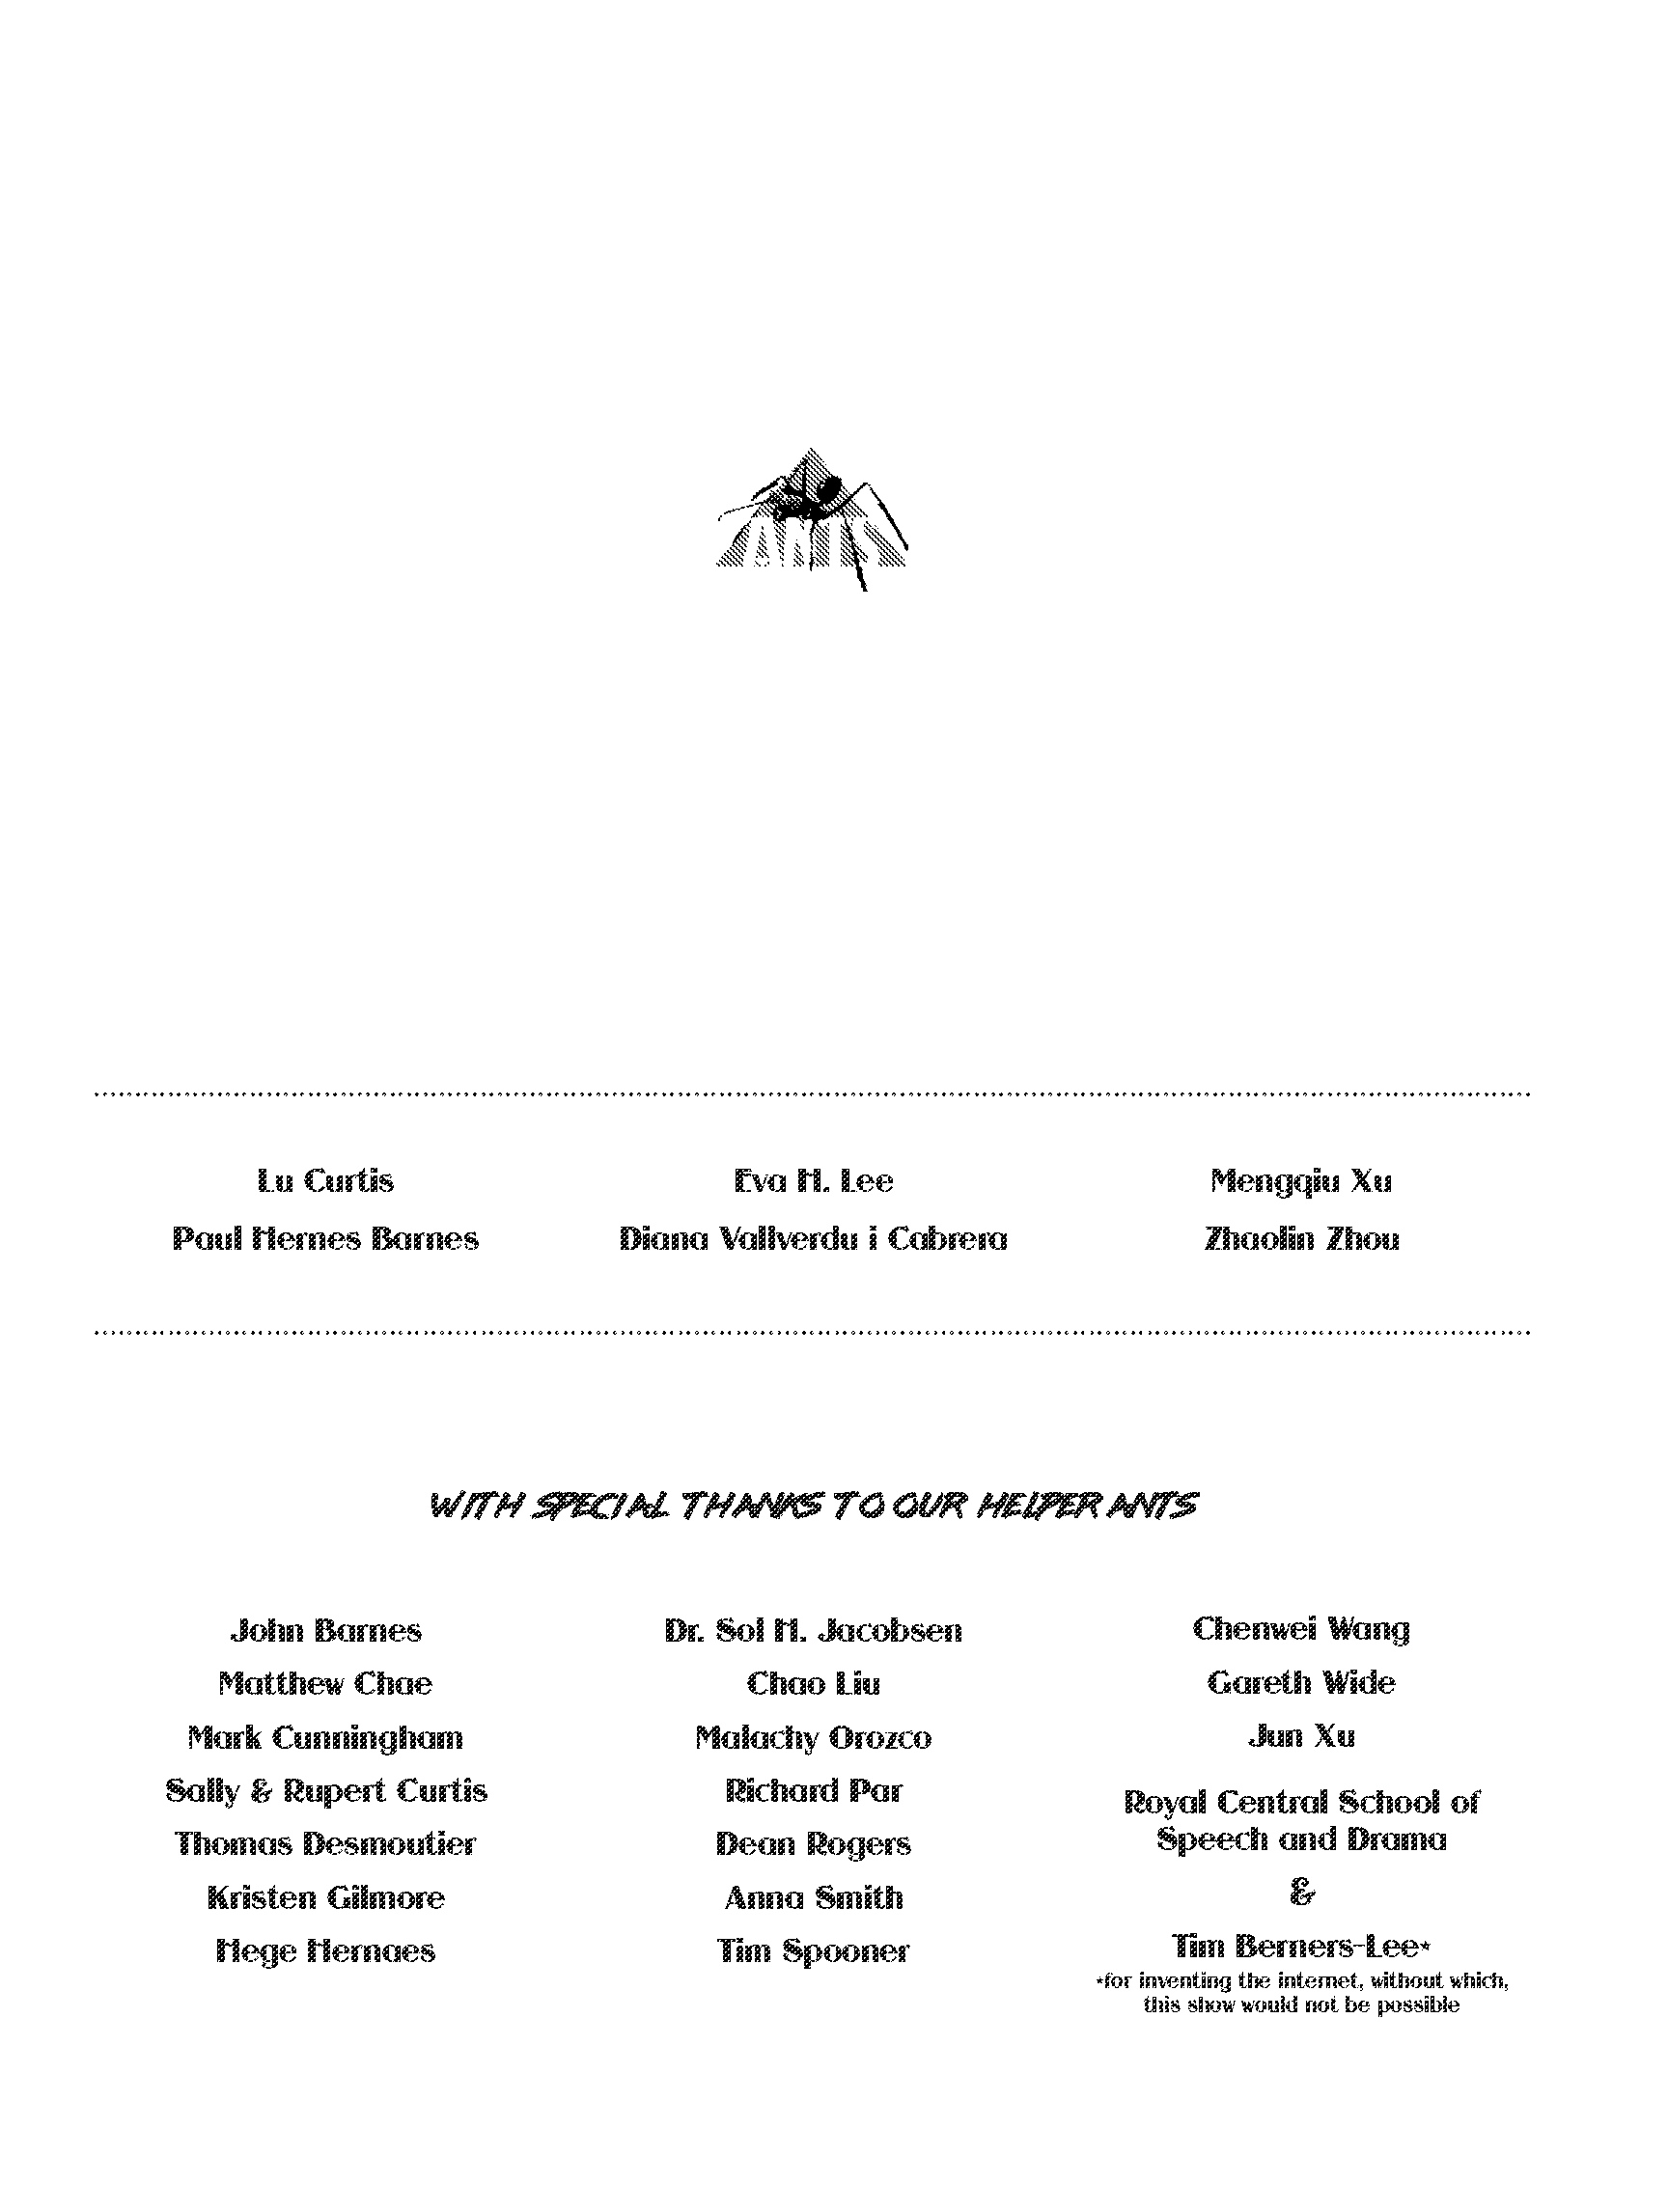 ANTS
Lu Curtis
Eva H. Lee
Mengqiu Xu
Paul Hernes Barnes
Diana Vallverdu i Cabrera
Zhaolin Zhou
WITH SPECIAL THANKS TO OUR HELPER ANTS
John Barnes
Matthew Chae
Mark Cunningham
Sally & Rupert Curtis
Thomas Desmoutier
Kristen Gilmore
Hege Hernaes
Dr. Sol H. Jacobsen
Chao Liu
Malachy Orozco
Richard Par
Dean Rogers
Anna Smith
Tim Spooner
Chenwei Wang
Gareth Wide
Jun Xu
Royal Central School of
Speech and Drama
&
Tim Berners-Lee*
*for inventing the internet, without which,
this show would not be possible